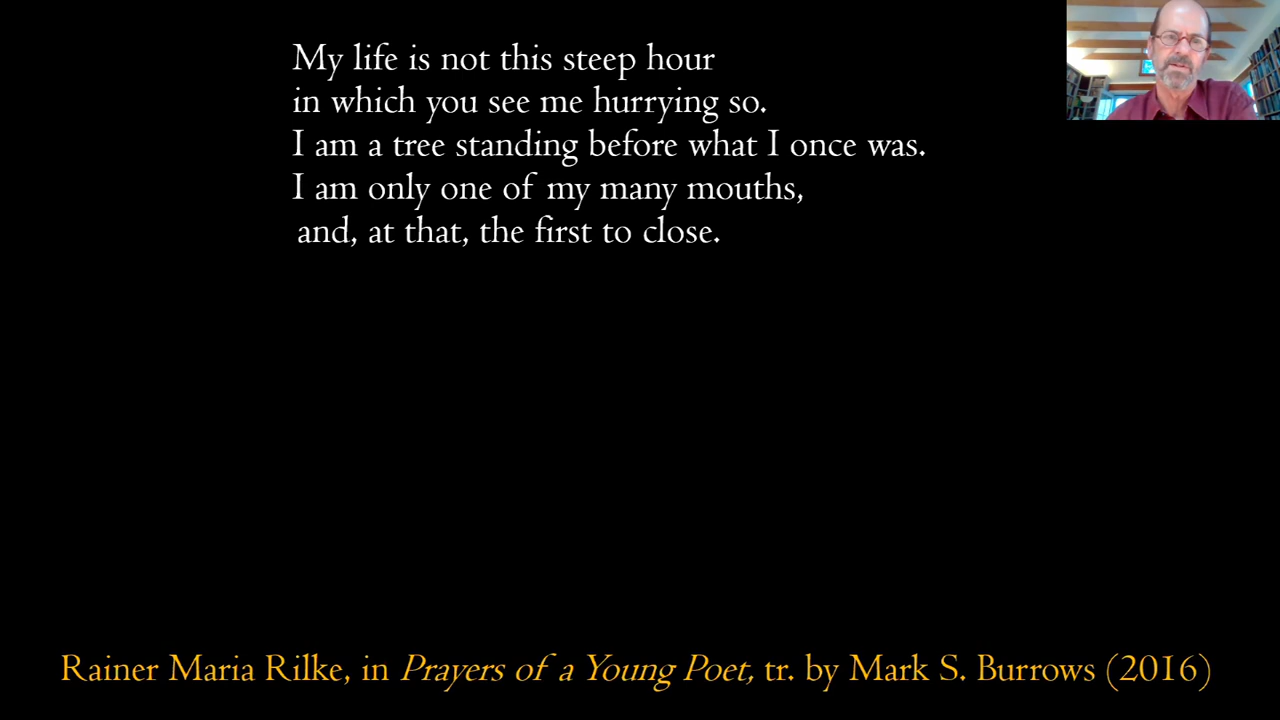 My life is not this steep hour
in which you see me hurrying so.
I am a tree standing before what I once was.
I am only one of my many mouths,
and, at that, the first to close.
Rainer Maria Rilke, in Prayers of a Young Poet, tr. by Mark S. Burrows (2016)